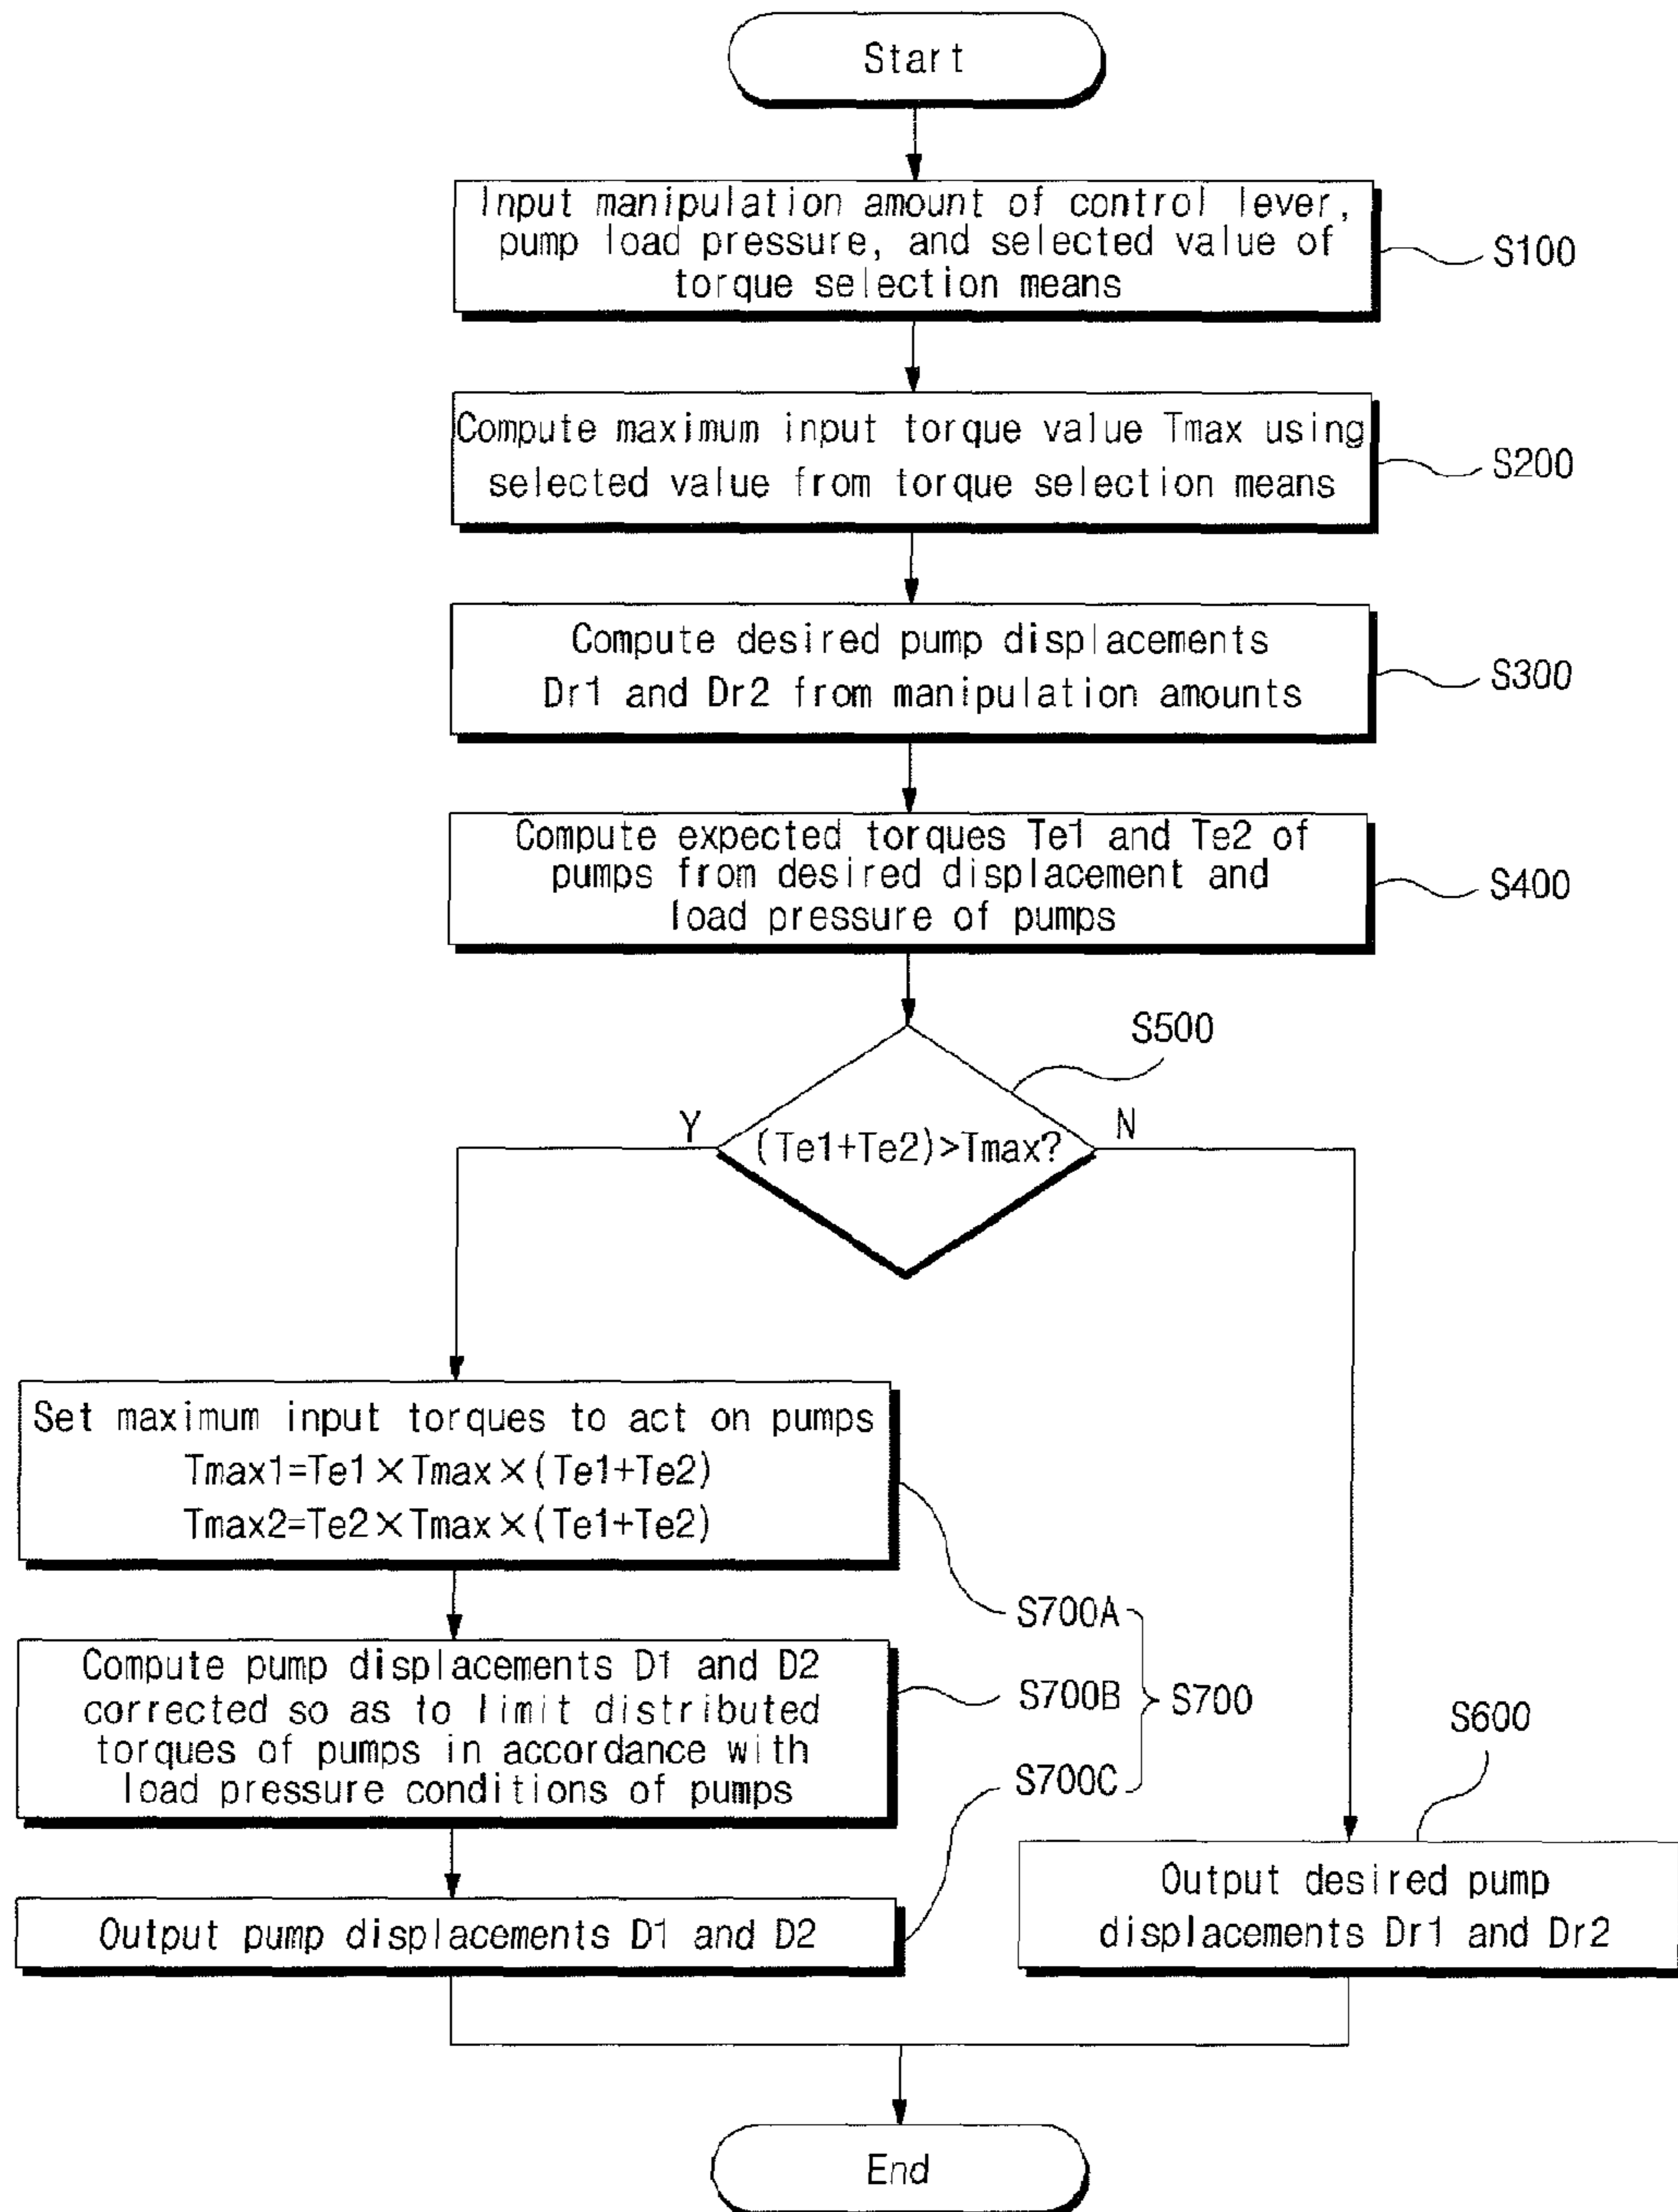 Start
Input manipulation amount of control lever,
pump load pressure, and selected value of
torque selection means
S100
Compute maximum input torque value Tmax using
selected value from torque selection means
S200
Compute desired pump displacements
Dr1 and Dr2 from manipulation amounts
S300
Compute expected torques Te1 and Te2 of
pumps from desired displacement and
load pressure of pumps
S400
S500
Y
(Te1+Te2)>Tmax?
N
Set maximum input torques to act on pumps
Tmax1=Te1×Tmax×(Te1+Te2)
Tmax2=Te2×Tmax×(Te1+Te2)
S700A
Compute pump displacements D1 and D2
corrected so as to limit distributed
torques of pumps in accordance with
load pressure conditions of pumps
S700B
S700
S700C
Output pump displacements D1 and D2
S600
Output desired pump
displacements Dr1 and Dr2
End